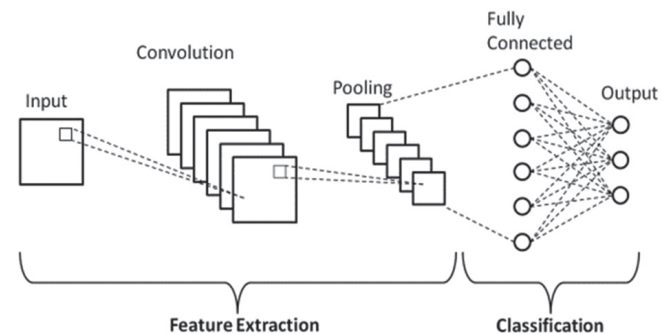 Input
Convolution
Pooling
Fully
Connected
Output
Feature Extraction
Classification